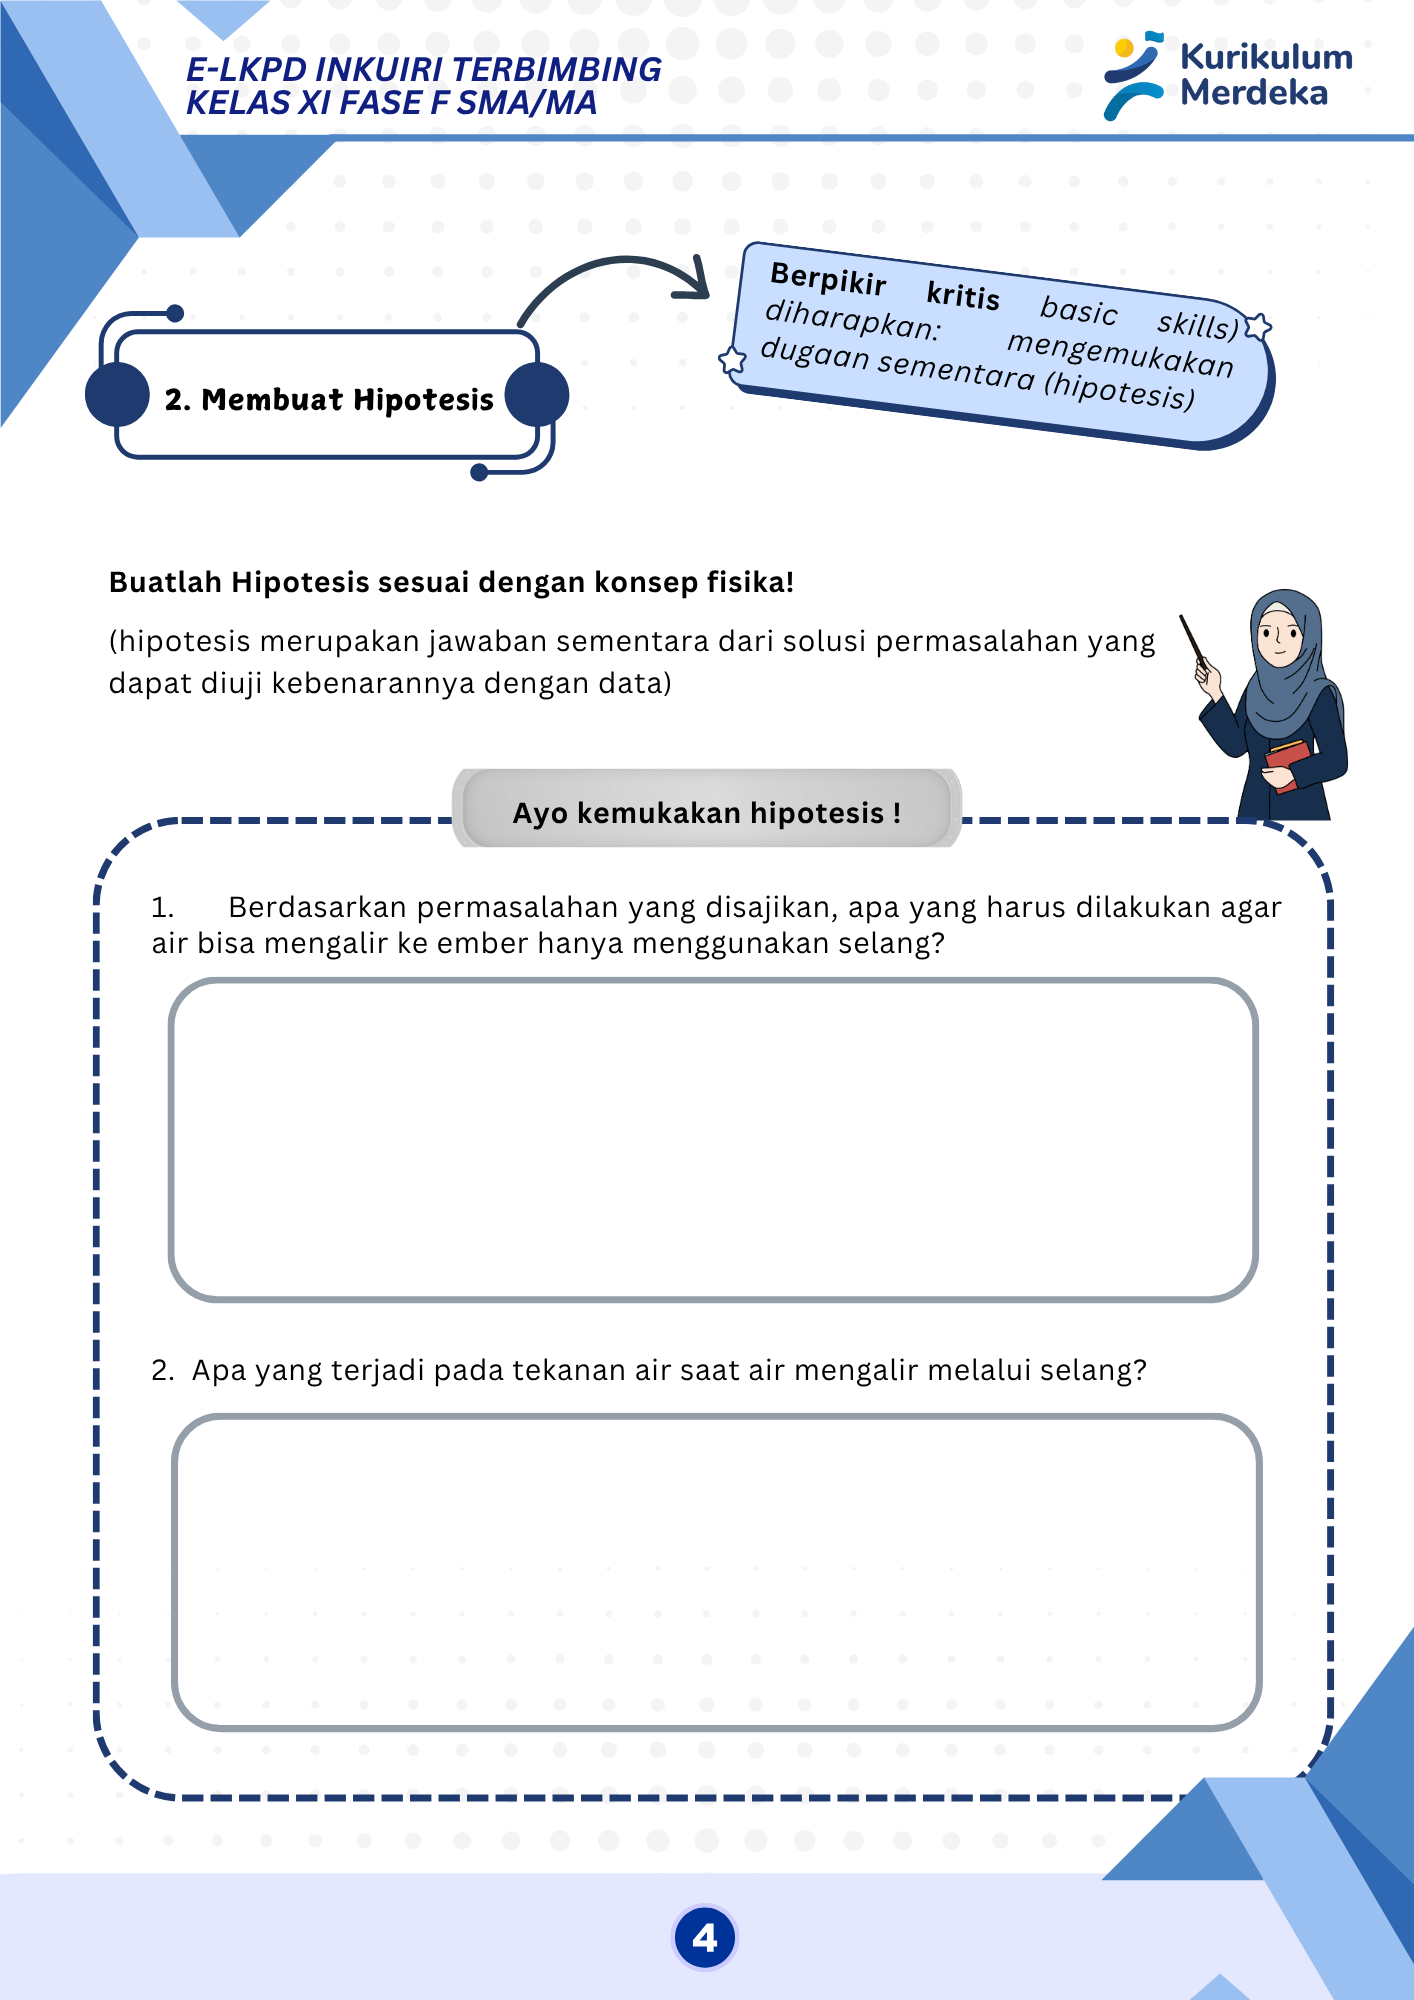 E-LKPD INKUIRI TERBIMBING
KELAS XI FASE F SMA/MA
Kurikulum
Merdeka
Berpikir kritis basic skills)
diharapkan: mengemukakan
dugaan sementara (hipotesis)
2. Membuat Hipotesis
Buatlah Hipotesis sesuai dengan konsep fisika!
(hipotesis merupakan jawaban sementara dari solusi permasalahan yang
dapat diuji kebenarannya dengan data)
Ayo kemukakan hipotesis !
1. Berdasarkan permasalahan yang disajikan, apa yang harus dilakukan agar
air bisa mengalir ke ember hanya menggunakan selang?
2. Apa yang terjadi pada tekanan air saat air mengalir melalui selang?
4